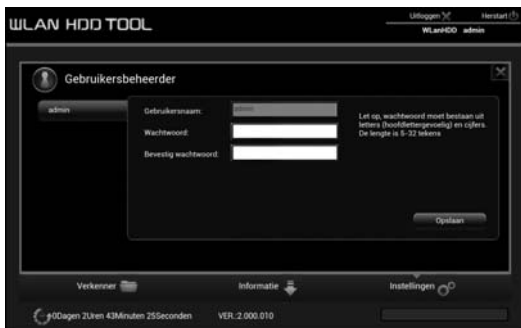 WLAN HDD TOOL
Uitloggen Herstart
WLanHDD admin
Gebruikersbeheerder
admin
Gebruikersnaam: admin
Wachtwoord:
Bevestig wachtwoord:
Let op, wachtwoord moet bestaan uit
letters (hoofdlettergevoelig) en cijfers.
De lengte is 5-32 tekens
Opslaan
Verkenner Informatie Instellingen
0Dagen 2Uren 43Minuten 25Seconden VER.:2.000.010